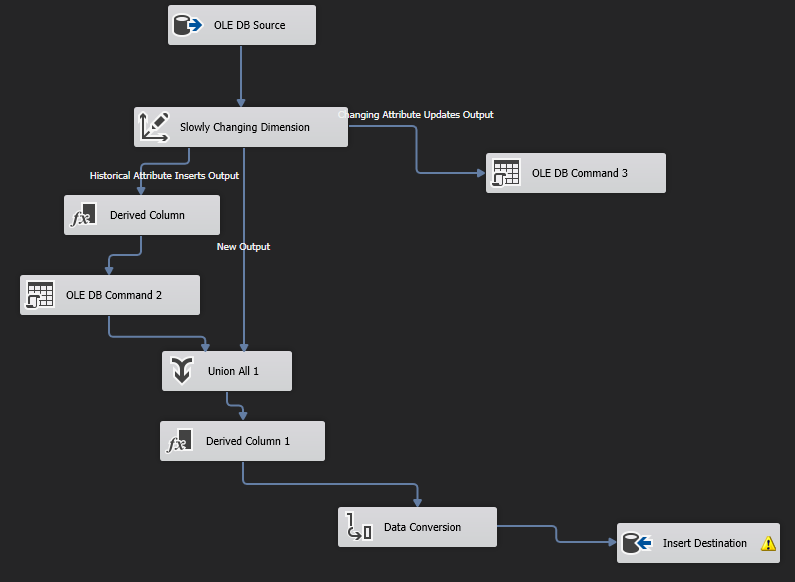 OLE DB Source
Changing Attribute Updates Output
Slowly Changing Dimension
OLE DB Command 3
Historical Attribute Inserts Output
Derived Column
New Output
OLE DB Command 2
Union All 1
Derived Column 1
Data Conversion
Insert Destination